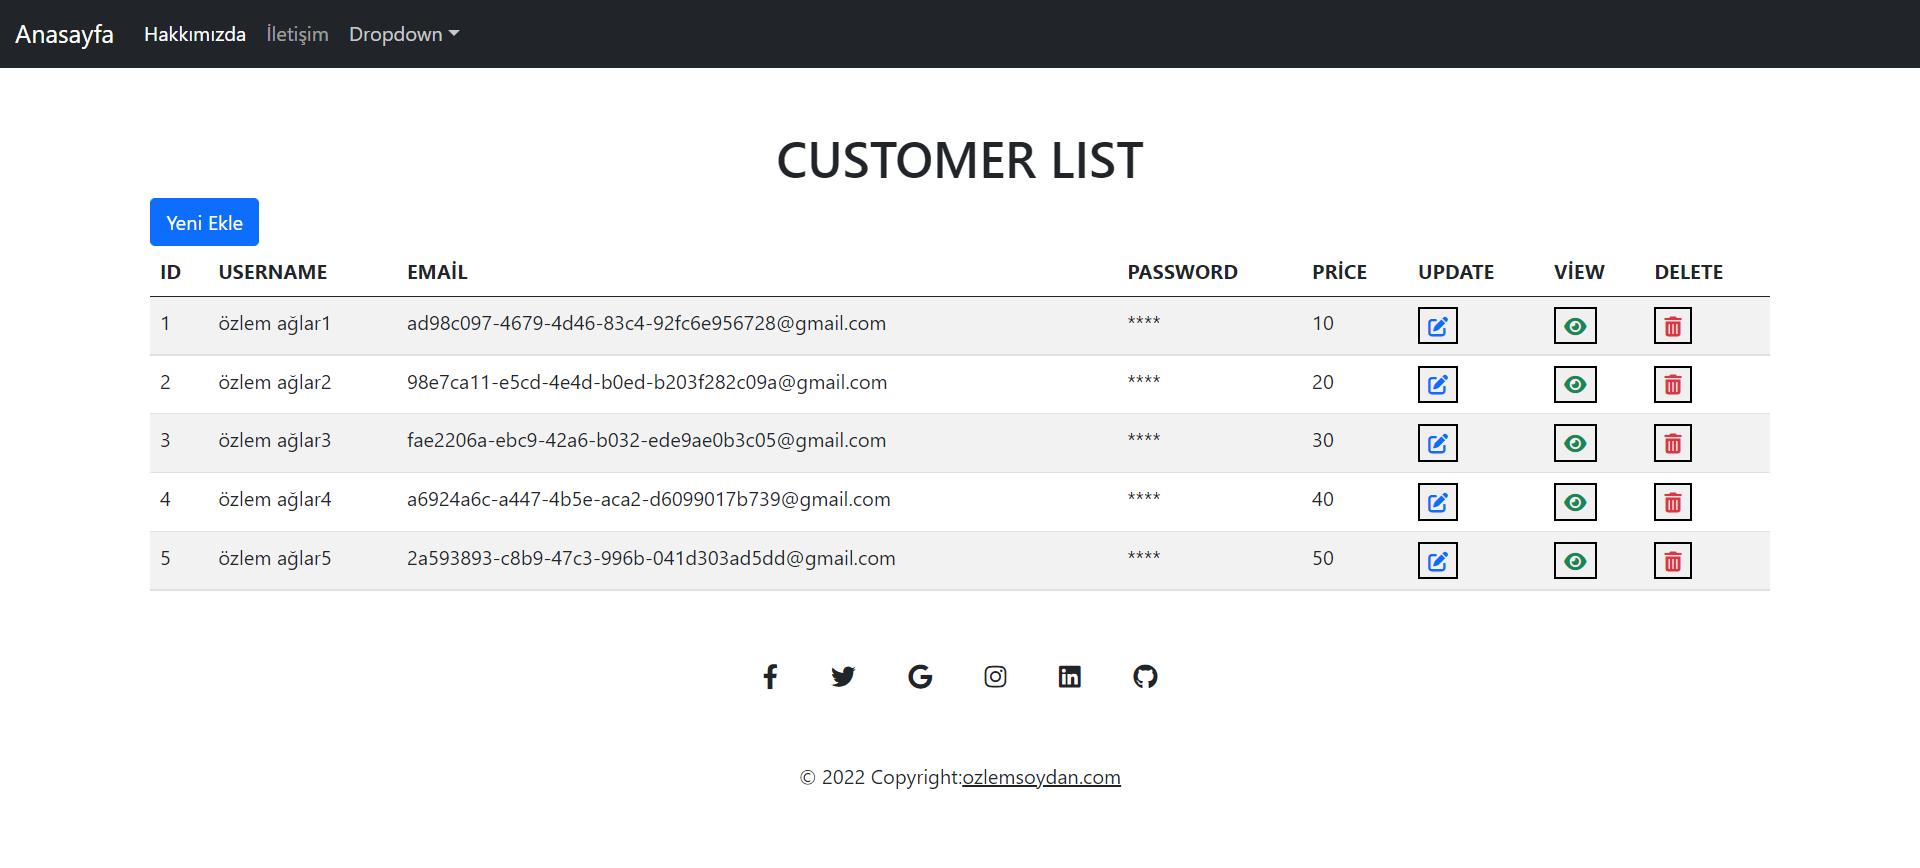 Anasayfa Hakkımızda İletişim Dropdown
CUSTOMER LIST
Yeni Ekle
ID USERNAME EMAİL PASSWORD PRİCE UPDATE VİEW DELETE
1 özlem ağlar1 ad98c097-4679-4d46-83c4-92fc6e956728@gmail.com **** 10
2 özlem ağlar2 98e7ca11-e5cd-4e4d-b0ed-b203f282c09a@gmail.com **** 20
3 özlem ağlar3 fae2206a-ebc9-42a6-b032-ede9ae0b3c05@gmail.com **** 30
4 özlem ağlar4 a6924a6c-a447-4b5e-aca2-d6099017b739@gmail.com **** 40
5 özlem ağlar5 2a593893-c8b9-47c3-996b-041d303ad5dd@gmail.com **** 50
© 2022 Copyright:ozlemsoydan.com